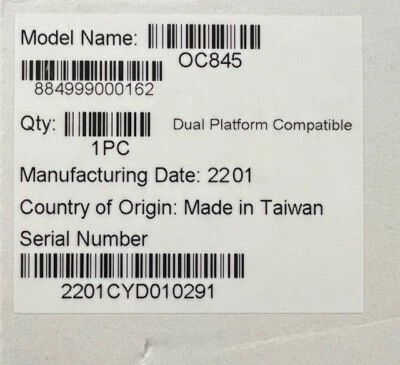 Model Name:
OC845
884999000162
Qty: Dual Platform Compatible
1PC
Manufacturing Date: 2201
Country of Origin: Made in Taiwan
Serial Number
2201CYD010291